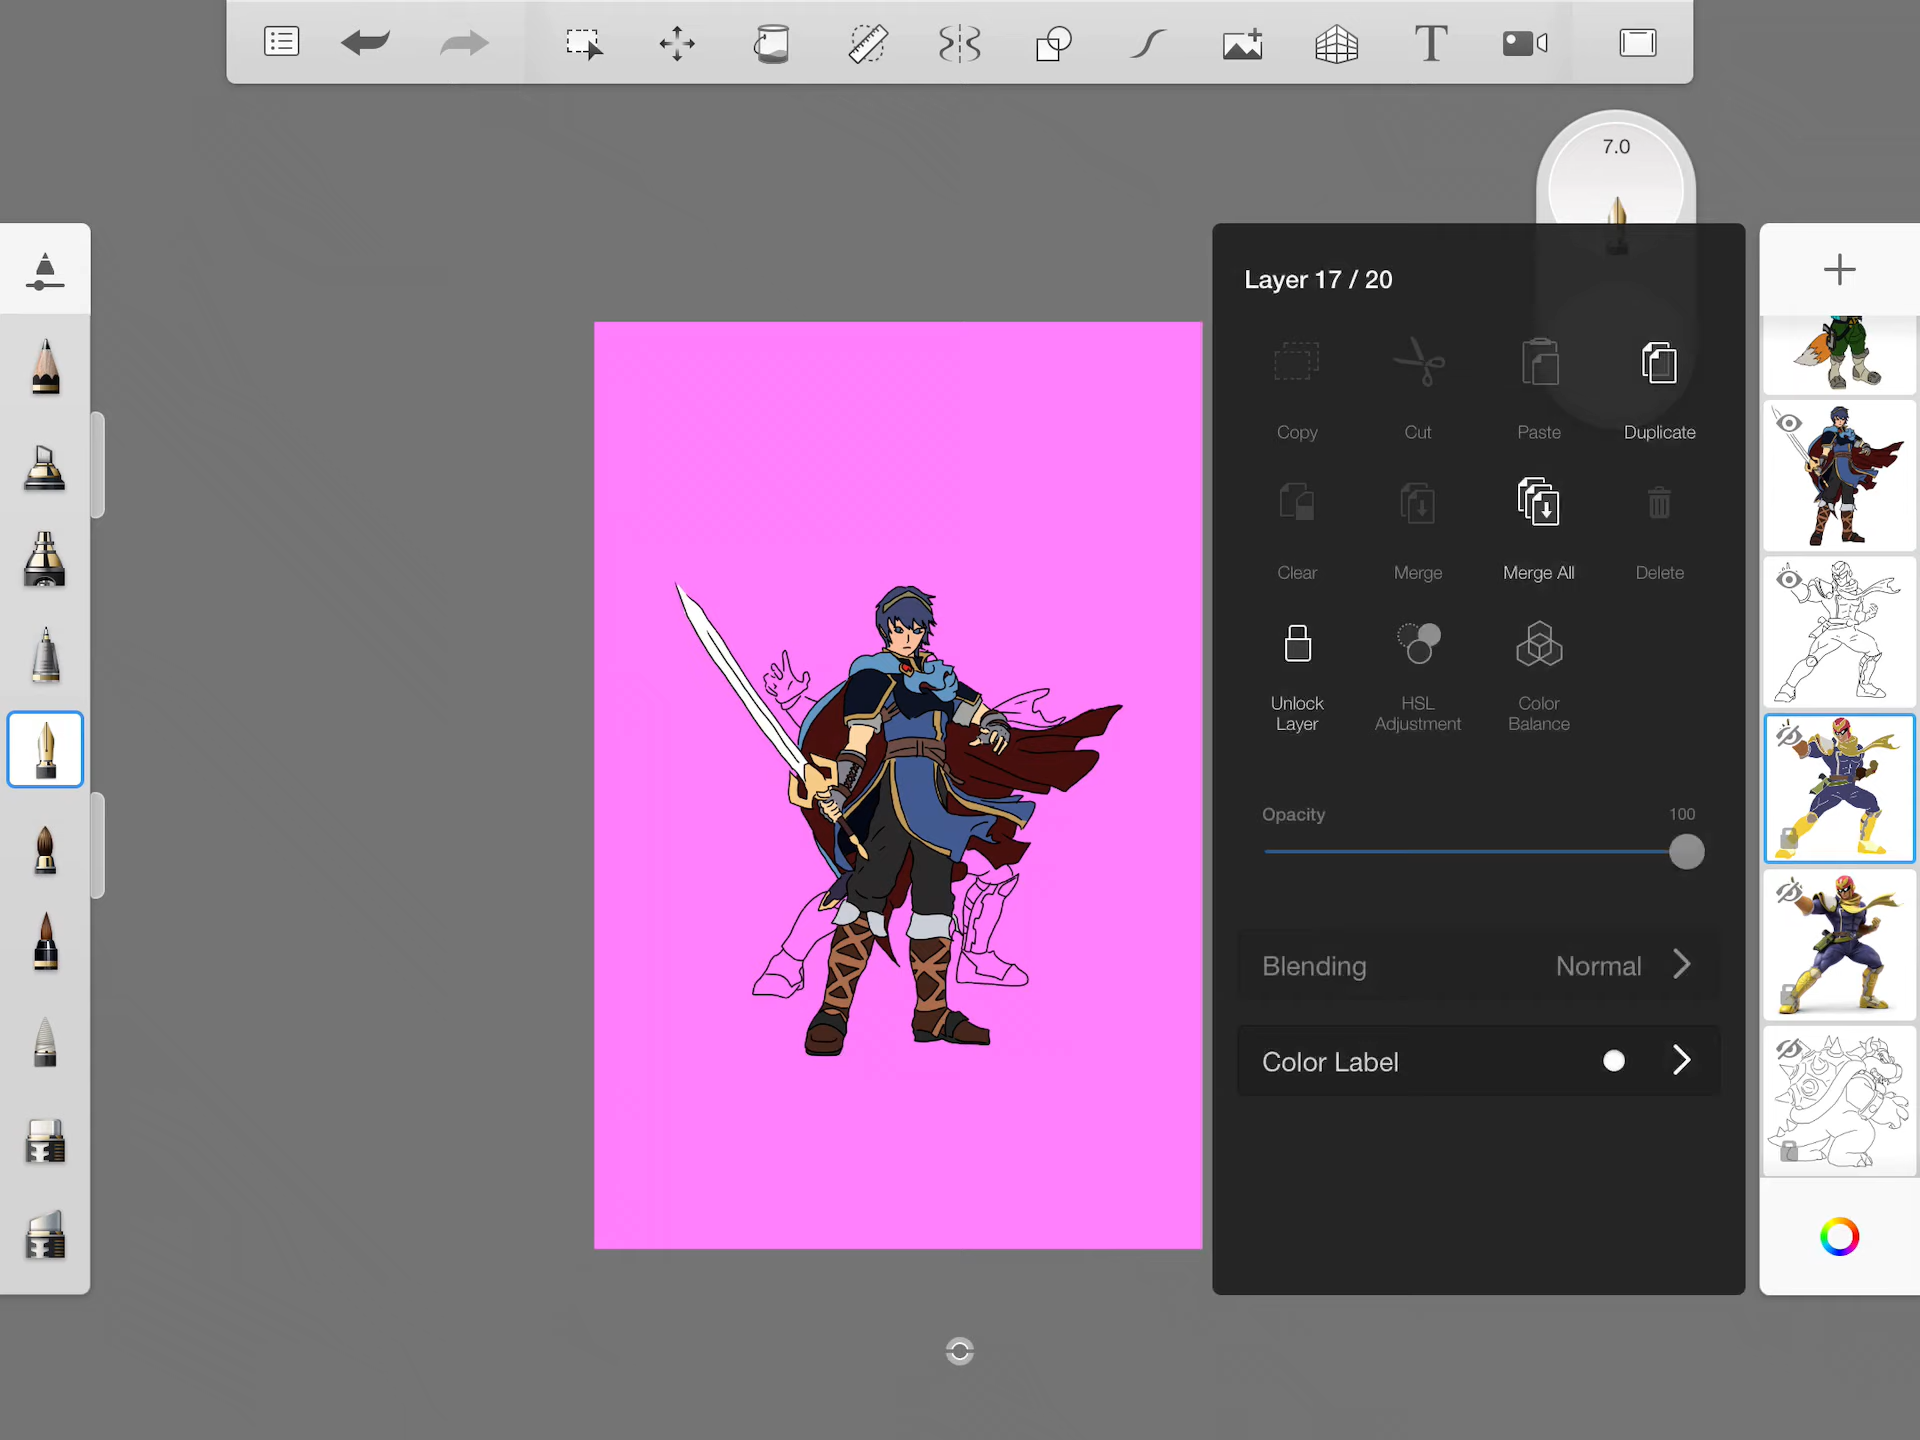 7.0
Layer 17 / 20
Copy
Cut
Paste
Duplicate
Clear
Merge
Merge All
Delete
Unlock
Layer
HSL
Adjustment
Color
Balance
Opacity
100
Blending
Normal
Color Label